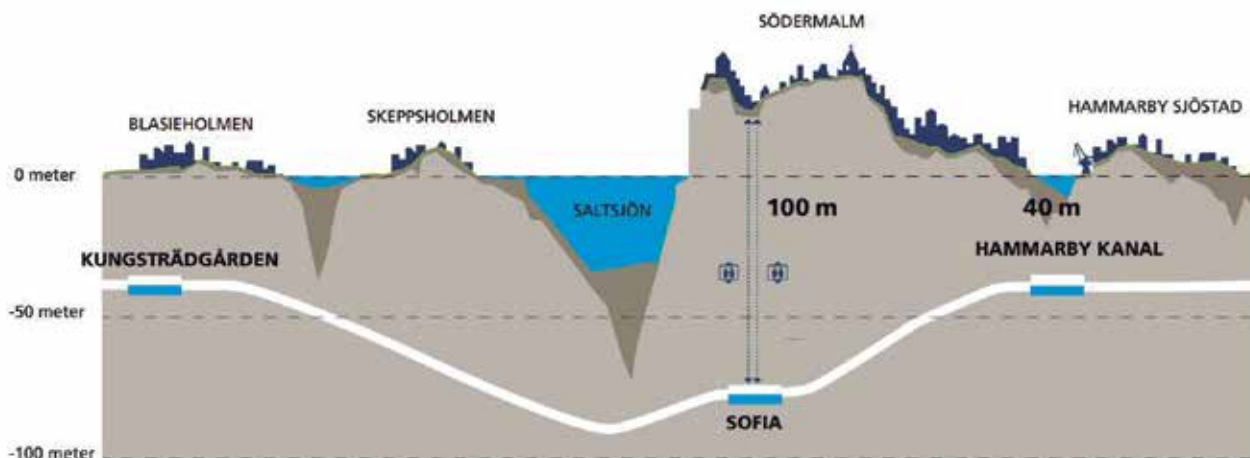 SÖDERMALM
BLASIEHOLMEN
SKEPPSHOLMEN
HAMMARBY SJÖSTAD
0 meter
SALTSJÖN
100 m
40 m
KUNGSTRÄDGÅRDEN
HAMMARBY KANAL
-50 meter
SOFIA
-100 meter